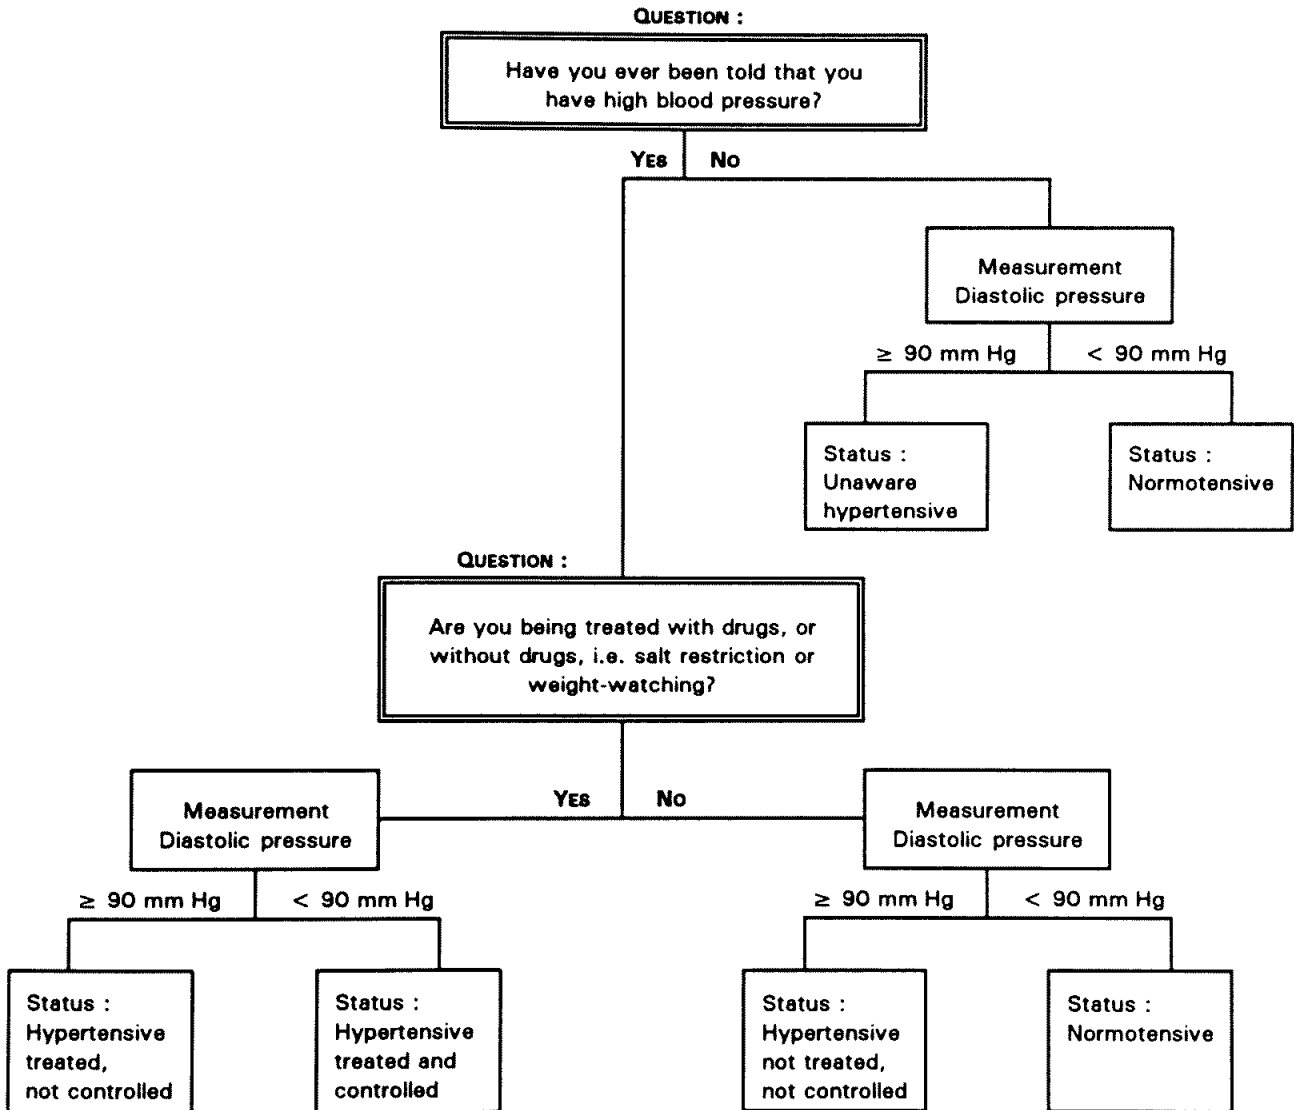 QUESTION :
Have you ever been told that you
have high blood pressure?
YES NO
Measurement
Diastolic pressure
≥ 90 mm Hg < 90 mm Hg
Status :
Unaware
hypertensive
Status :
Normotensive
QUESTION :
Are you being treated with drugs, or
without drugs, i.e. salt restriction or
weight-watching?
YES NO
Measurement
Diastolic pressure
≥ 90 mm Hg < 90 mm Hg
Status :
Hypertensive
treated,
not controlled
Status :
Hypertensive
treated and
controlled
Measurement
Diastolic pressure
≥ 90 mm Hg < 90 mm Hg
Status :
Hypertensive
not treated,
not controlled
Status :
Normotensive